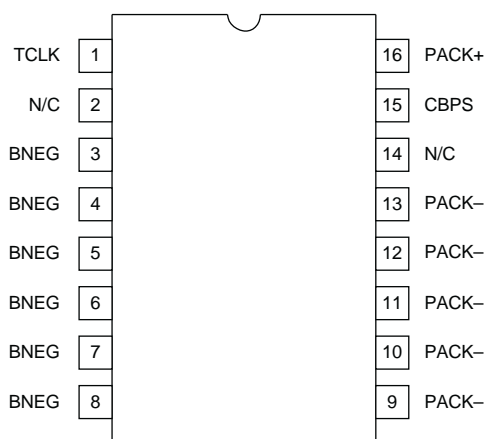 TCLK 1 16 PACK+
N/C 2 15 CBPS
BNEG 3 14 N/C
BNEG 4 13 PACK–
BNEG 5 12 PACK–
BNEG 6 11 PACK–
BNEG 7 10 PACK–
BNEG 8 9 PACK–